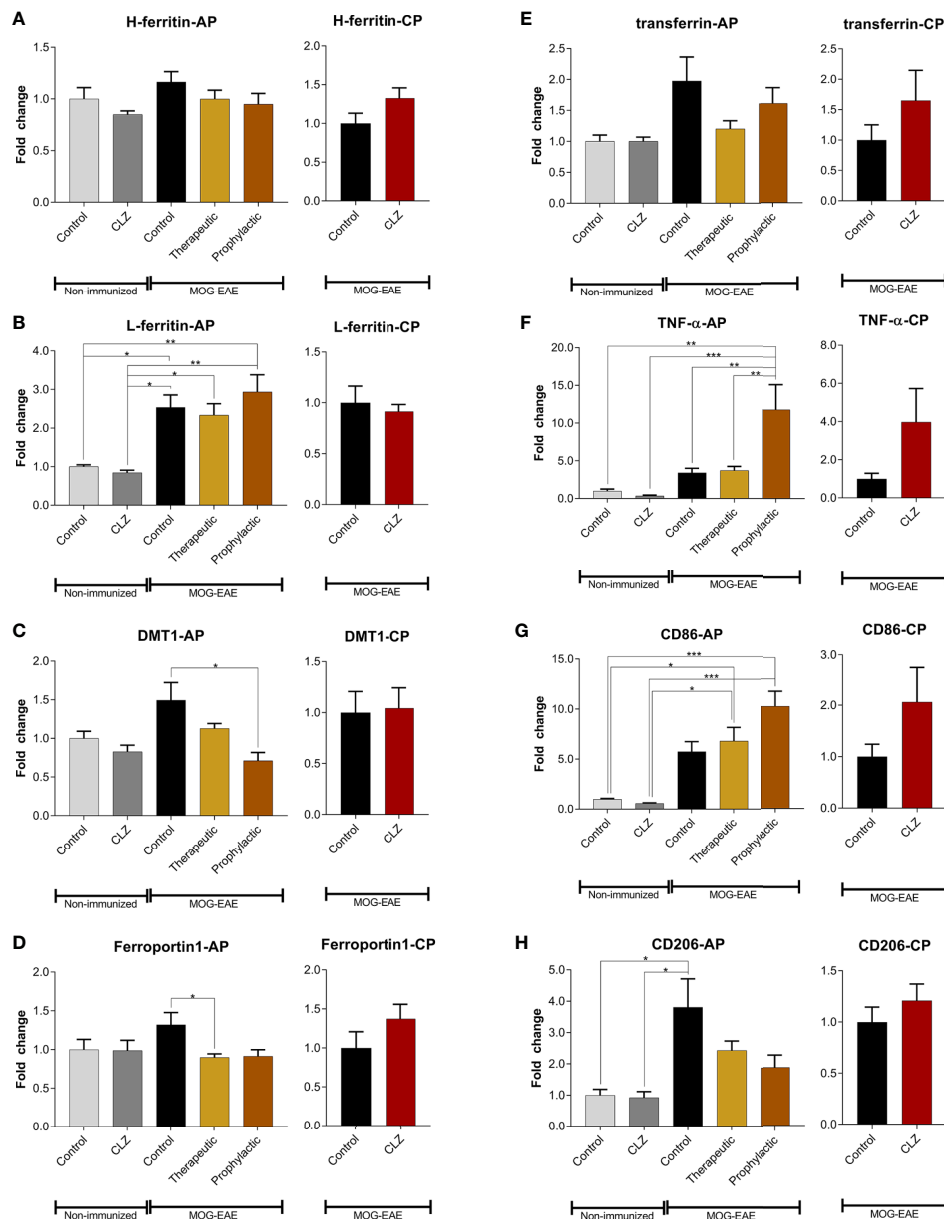 A
H-ferritin-AP
Fold change
1.5
1.0
0.5
0.0
Control
CLZ
Control
Therapeutic
Prophylactic
Non-immunized
MOG-EAE
H-ferritin-CP
2.0
1.5
1.0
0.5
0.0
Control
CLZ
MOG-EAE
B
L-ferritin-AP
Fold change
4.0
3.0
2.0
1.0
0.0
**
*
**
*
*
Control
CLZ
Control
Therapeutic
Prophylactic
Non-immunized
MOG-EAE
L-ferritin-CP
1.5
1.0
0.5
0.0
Control
CLZ
MOG-EAE
C
DMT1-AP
Fold change
2.0
1.5
1.0
0.5
0.0
*
Control
CLZ
Control
Therapeutic
Prophylactic
Non-immunized
MOG-EAE
DMT1-CP
1.5
1.0
0.5
0.0
Control
CLZ
MOG-EAE
D
Ferroportin1-AP
Fold change
2.0
1.5
1.0
0.5
0.0
*
Control
CLZ
Control
Therapeutic
Prophylactic
Non-immunized
MOG-EAE
Ferroportin1-CP
2.0
1.5
1.0
0.5
0.0
Control
CLZ
MOG-EAE
E
transferrin-AP
Fold change
2.5
2.0
1.5
1.0
0.5
0.0
Control
CLZ
Control
Therapeutic
Prophylactic
Non-immunized
MOG-EAE
transferrin-CP
2.5
2.0
1.5
1.0
0.5
0.0
Control
CLZ
MOG-EAE
F
TNF-α-AP
Fold change
20.0
15.0
10.0
5.0
0.0
**
***
**
**
Control
CLZ
Control
Therapeutic
Prophylactic
Non-immunized
MOG-EAE
TNF-α-CP
8.0
6.0
4.0
2.0
0.0
Control
CLZ
MOG-EAE
G
CD86-AP
Fold change
15.0
10.0
5.0
0.0
***
*
***
*
Control
CLZ
Control
Therapeutic
Prophylactic
Non-immunized
MOG-EAE
CD86-CP
3.0
2.0
1.0
0.0
Control
CLZ
MOG-EAE
H
CD206-AP
Fold change
5.0
4.0
3.0
2.0
1.0
0.0
*
*
Control
CLZ
Control
Therapeutic
Prophylactic
Non-immunized
MOG-EAE
CD206-CP
1.5
1.0
0.5
0.0
Control
CLZ
MOG-EAE